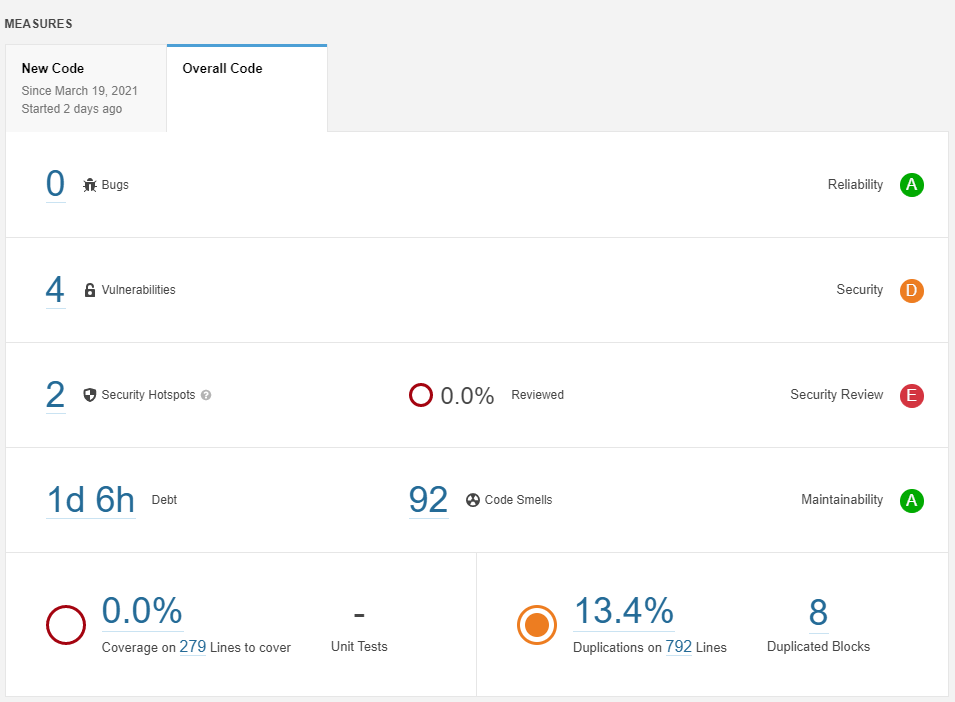 MEASURES
New Code
Since March 19, 2021
Started 2 days ago
Overall Code
0 Bugs Reliability A
4 Vulnerabilities Security D
2 Security Hotspots ? 0.0% Reviewed Security Review E
1d 6h Debt 92 Code Smells Maintainability A
0.0%
Coverage on 279 Lines to cover
-
Unit Tests
13.4%
Duplications on 792 Lines
8
Duplicated Blocks